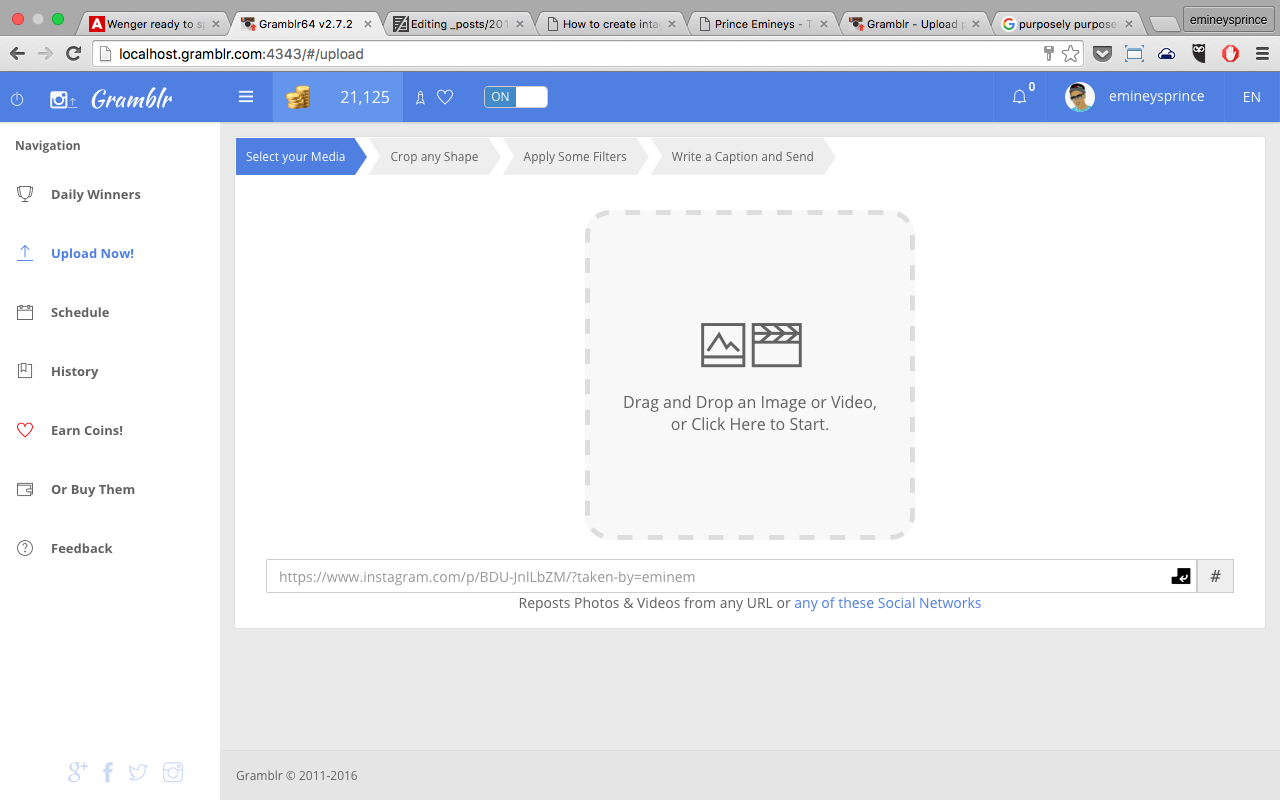 Wenger ready to sp
Gramblr64 v2.7.2
Editing _posts/201
How to create intag
Prince Emineys - T
Gramblr - Upload p
purposely purpose
emineysprince
localhost.gramblr.com:4343/#/upload
Gramblr
21,125
ON
0
emineysprince
EN
Navigation
Daily Winners
Upload Now!
Schedule
History
Earn Coins!
Or Buy Them
Feedback
Select your Media
Crop any Shape
Apply Some Filters
Write a Caption and Send
Drag and Drop an Image or Video,
or Click Here to Start.
https://www.instagram.com/p/BDU-JnlLbZM/?taken-by=eminem
#
Reposts Photos & Videos from any URL or any of these Social Networks
Gramblr © 2011-2016